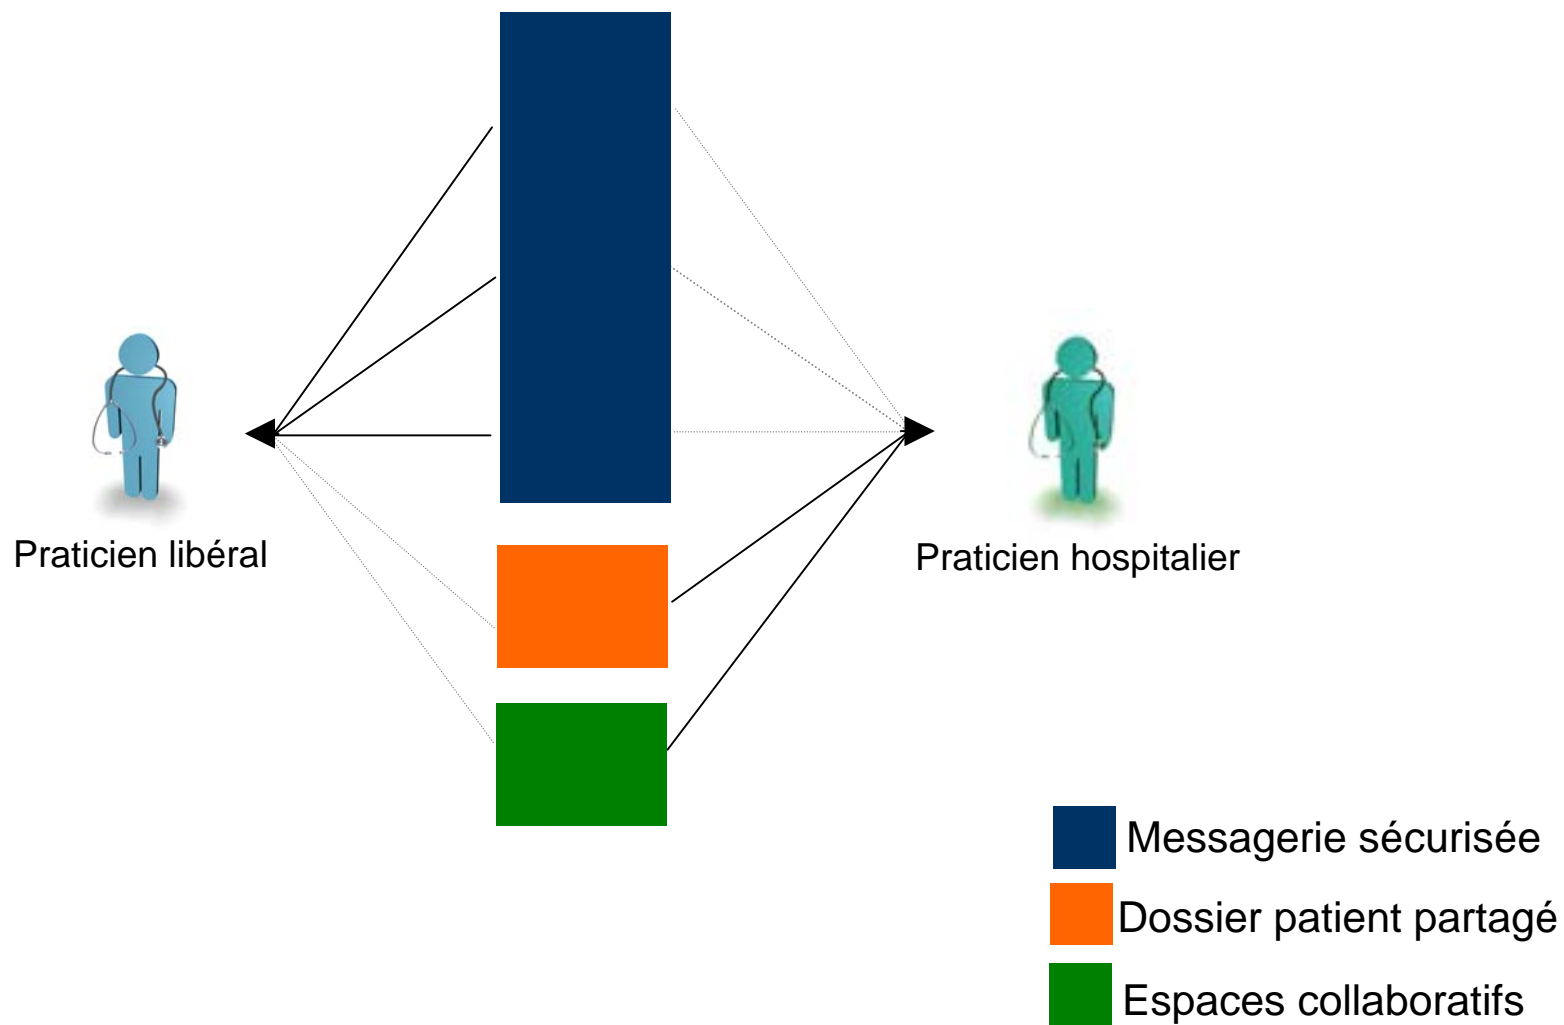 Praticien libéral
Praticien hospitalier
Messagerie sécurisée
Dossier patient partagé
Espaces collaboratifs